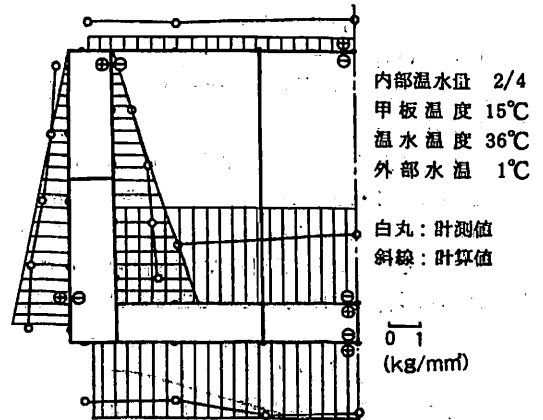 内部温水量 2/4
甲板温度 15℃
温水温度 36℃
外部水温 1℃
白丸：計測値
斜線：計算値
0 1
(kg/mm²)
⊕
⊖
⊕⊖
⊕⊖
⊖
⊕
⊖
⊕